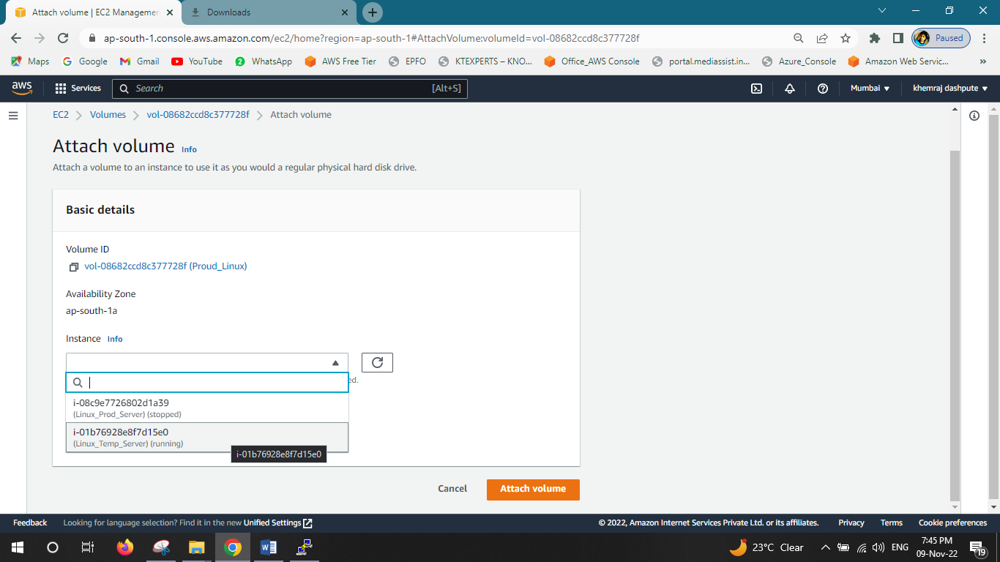 Attach volume | EC2 Managemen
Downloads
ap-south-1.console.aws.amazon.com/ec2/home?region=ap-south-1#AttachVolume:volumeId=vol-08682ccd8c377728f
Paused
Maps
Google
Gmail
YouTube
2
WhatsApp
AWS Free Tier
EPFO
KTEXPERTS – KNO...
Office_AWS Console
portal.mediassist.in...
Azure_Console
Amazon Web Servic...
»
aws
Services
Search
[Alt+S]
Mumbai
khemraj dashpute
EC2
Volumes
vol-08682ccd8c377728f
Attach volume
Attach volume Info
Attach a volume to an instance to use it as you would a regular physical hard disk drive.
Basic details
Volume ID
vol-08682ccd8c377728f (Proud_Linux)
Availability Zone
ap-south-1a
Instance Info
ed.
i-08c9e7726802d1a39
(Linux_Prod_Server) (stopped)
i-01b76928e8f7d15e0
(Linux_Temp_Server) (running)
i-01b76928e8f7d15e0
Cancel
Attach volume
Feedback
Looking for language selection? Find it in the new Unified Settings
© 2022, Amazon Internet Services Private Ltd. or its affiliates.
Privacy
Terms
Cookie preferences
23°C Clear
ENG
7:45 PM
09-Nov-22
19